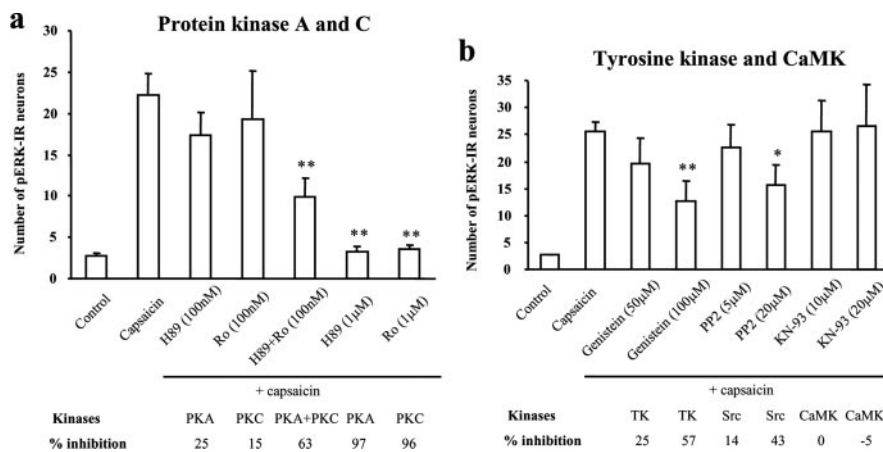 a
Protein kinase A and C
Number of pERK-IR neurons
30
25
20
15
10
5
0
**
**
**
Control
Capsaicin
H89 (100nM)
Ro (100nM)
H89+Ro (100nM)
H89 (1μM)
Ro (1μM)
+ capsaicin
Kinases PKA PKC PKA+PKC PKA PKC
% inhibition 25 15 63 97 96
b
Tyrosine kinase and CaMK
Number of pERK-IR neurons
35
30
25
20
15
10
5
0
**
*
Control
Capsaicin
Genistein (50μM)
Genistein (100μM)
PP2 (5μM)
PP2 (20μM)
KN-93 (10μM)
KN-93 (20μM)
+ capsaicin
Kinases TK TK Src Src CaMK CaMK
% inhibition 25 57 14 43 0 -5